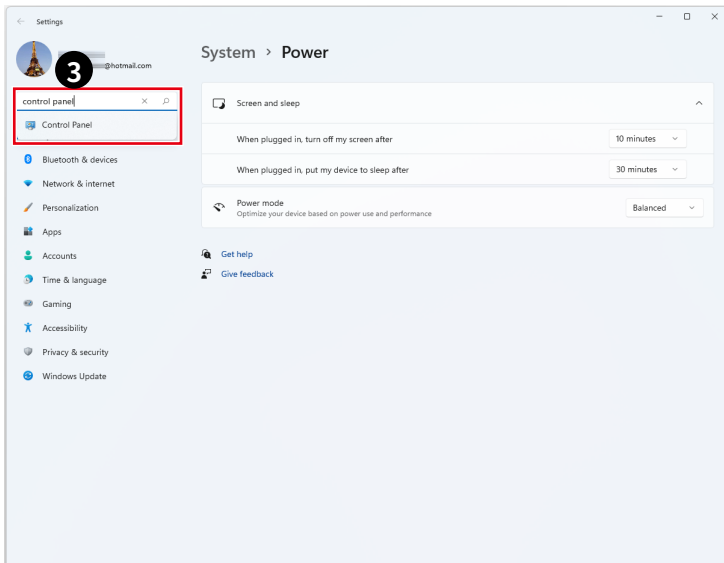 Settings
@hotmail.com
3
control panel
Control Panel
Bluetooth & devices
Network & internet
Personalization
Apps
Accounts
Time & language
Gaming
Accessibility
Privacy & security
Windows Update
System > Power
Screen and sleep
When plugged in, turn off my screen after 10 minutes
When plugged in, put my device to sleep after 30 minutes
Power mode
Optimize your device based on power use and performance
Balanced
Get help
Give feedback